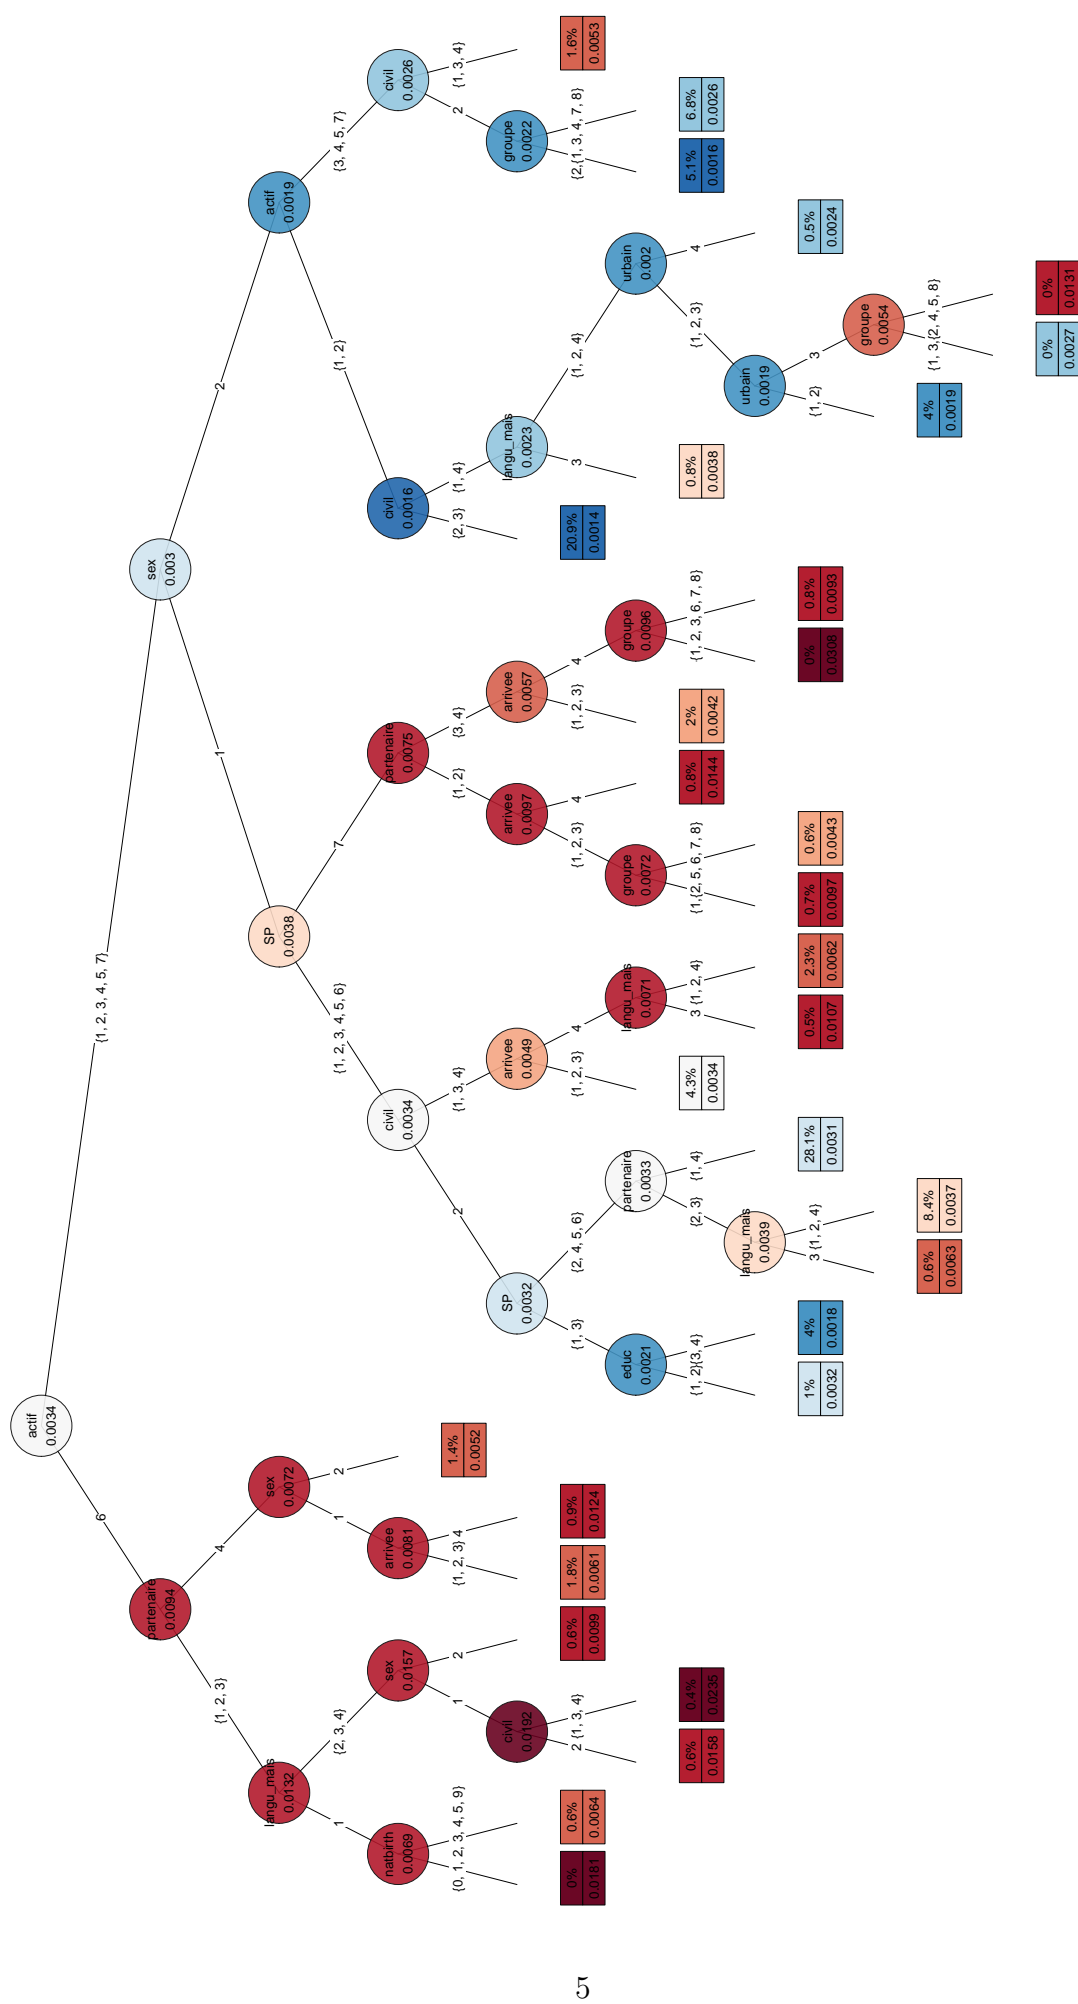 actif
0.0034
6
{1, 2, 3, 4, 5, 7}
partenaire
0.0094
sex
0.003
{1, 2, 3}
4
1
2
langu_mais
0.0132
sex
0.0072
SP
0.0038
actif
0.0019
1
{2, 3, 4}
1
2
{1, 2, 3, 4, 5, 6}
7
{1, 2}
{3, 4, 5, 7}
natbirth
0.0069
sex
0.0157
arrivee
0.0081
1.4%
0.0052
civil
0.0034
partenaire
0.0075
civil
0.0016
civil
0.0026
{0, 1, 2, 3, 4, 5, 9}
1
2
{1, 2, 3} 4
2
{1, 3, 4}
{1, 2}
{3, 4}
{2, 3}
{1, 4}
2
{1, 3, 4}
0%
0.0181
0.6%
0.0064
civil
0.0192
0.6%
0.0099
1.8%
0.0061
0.9%
0.0124
SP
0.0032
arrivee
0.0049
arrivee
0.0097
arrivee
0.0057
20.9%
0.0014
langu_mais
0.0023
groupe
0.0022
1.6%
0.0053
2 {1, 3, 4}
{1, 3}
{2, 4, 5, 6}
{1, 2, 3}
4
{1, 2, 3}
4
{1, 2, 3}
4
3
{1, 2, 4}
{2,{1, 3, 4, 7, 8}
0.6%
0.0158
0.4%
0.0235
educ
0.0021
partenaire
0.0033
4.3%
0.0034
langu_mais
0.0071
groupe
0.0072
0.8%
0.0144
2%
0.0042
groupe
0.0096
0.8%
0.0038
urbain
0.002
5.1%
0.0016
6.8%
0.0026
{1, 2}{3, 4}
{2, 3}
{1, 4}
3 {1, 2, 4}
{1,{2, 5, 6, 7, 8}
{1, 2, 3, 6, 7, 8}
{1, 2, 3}
4
1%
0.0032
4%
0.0018
langu_mais
0.0039
28.1%
0.0031
0.5%
0.0107
2.3%
0.0062
0.7%
0.0097
0.6%
0.0043
0%
0.0308
0.8%
0.0093
urbain
0.0019
0.5%
0.0024
3 {1, 2, 4}
{1, 2}
3
0.6%
0.0063
8.4%
0.0037
4%
0.0019
groupe
0.0054
{1, 3,{2, 4, 5, 8}
0%
0.0027
0%
0.0131
5